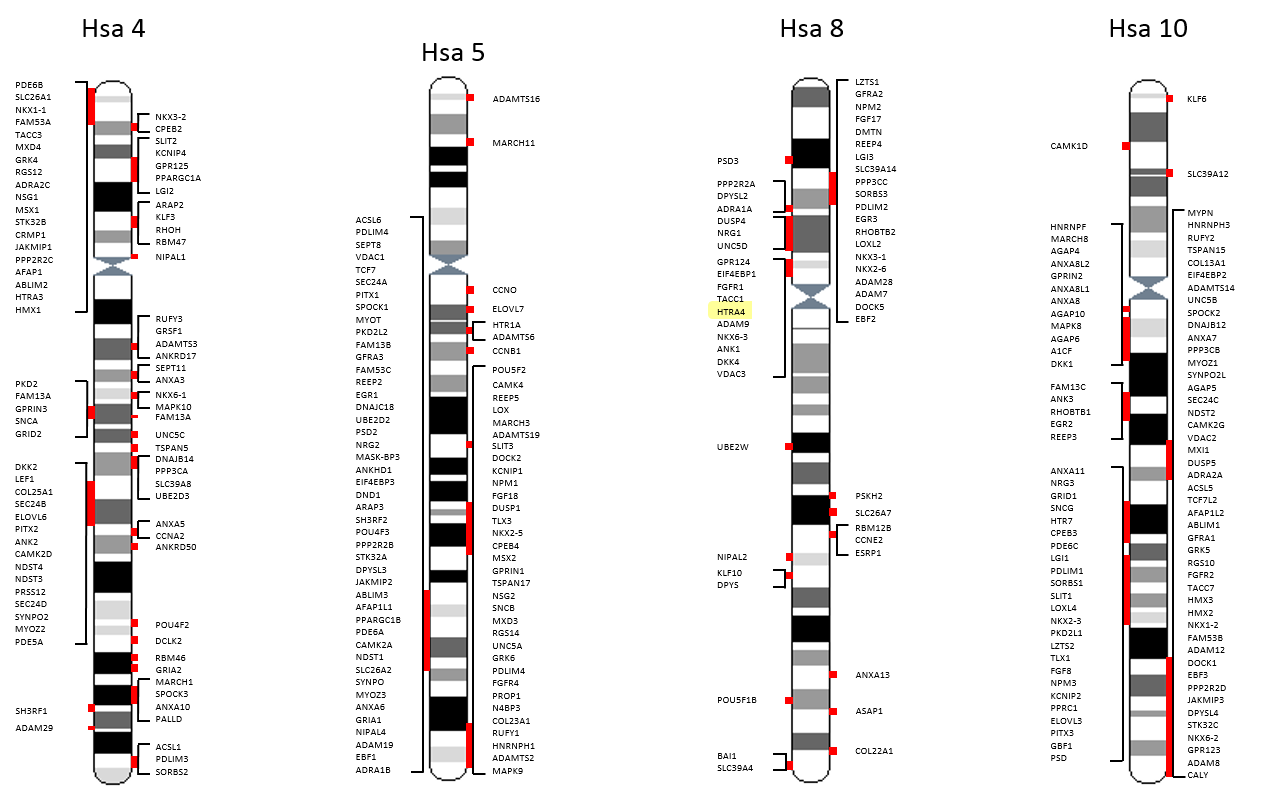 Hsa 4
PDE6B
SLC26A1
NKX1-1
FAM53A
TACC3
MXD4
GRK4
RGS12
ADRA2C
NSG1
MSX1
STK32B
CRMP1
JAKMIP1
PPP2R2C
AFAP1
ABLIM2
HTRA3
HMX1
PKD2
FAM13A
GPRIN3
SNCA
GRID2
DKK2
LEF1
COL25A1
SEC24B
ELOVL6
PITX2
ANK2
CAMK2D
NDST4
NDST3
PRSS12
SEC24D
SYNPO2
MYOZ2
PDE5A
SH3RF1
ADAM29
NKX3-2
CPEB2
SLIT2
KCNIP4
GPR125
PPARGC1A
LGI2
ARAP2
KLF3
RHOH
RBM47
NIPAL1
RUFY3
GRSF1
ADAMTS3
ANKRD17
SEPT11
ANXA3
NKX6-1
MAPK10
FAM13A
UNC5C
TSPAN5
DNAJB14
PPP3CA
SLC39A8
UBE2D3
ANXA5
CCNA2
ANKRD50
POU4F2
DCLK2
RBM46
GRIA2
MARCH1
SPOCK3
ANXA10
PALLD
ACSL1
PDLIM3
SORBS2
Hsa 5
ACSL6
PDLIM4
SEPT8
VDAC1
TCF7
SEC24A
PITX1
SPOCK1
MYOT
PKD2L2
FAM13B
GFRA3
FAM53C
REEP2
EGR1
DNAJC18
UBE2D2
PSD2
NRG2
MASK-BP3
ANKHD1
EIF4EBP3
DND1
ARAP3
SH3RF2
POU4F3
PPP2R2B
STK32A
DPYSL3
JAKMIP2
ABLIM3
AFAP1L1
PPARGC1B
PDE6A
CAMK2A
NDST1
SLC26A2
SYNPO
MYOZ3
ANXA6
GRIA1
NIPAL4
ADAM19
EBF1
ADRA1B
ADAMTS16
MARCH11
CCNO
ELOVL7
HTR1A
ADAMTS6
CCNB1
POU5F2
CAMK4
REEP5
LOX
MARCH3
ADAMTS19
SLIT3
DOCK2
KCNIP1
NPM1
FGF18
DUSP1
TLX3
NKX2-5
CPEB4
MSX2
GPRIN1
TSPAN17
NSG2
SNCB
MXD3
RGS14
UNC5A
GRK6
PDLIM4
FGFR4
PROP1
N4BP3
COL23A1
RUFY1
HNRNPH1
ADAMTS2
MAPK9
Hsa 8
PSD3
PPP2R2A
DPYSL2
ADRA1A
DUSP4
NRG1
UNC5D
GPR124
EIF4EBP1
FGFR1
TACC1
HTRA4
ADAM9
NKX6-3
ANK1
DKK4
VDAC3
UBE2W
NIPAL2
KLF10
DPYS
POU5F1B
BAI1
SLC39A4
LZTS1
GFRA2
NPM2
FGF17
DMTN
REEP4
LGI3
SLC39A14
PPP3CC
SORBS3
PDLIM2
EGR3
RHOBTB2
LOXL2
NKX3-1
NKX2-6
ADAM28
ADAM7
DOCK5
EBF2
PSKH2
SLC26A7
RBM12B
CCNE2
ESRP1
ANXA13
ASAP1
COL22A1
Hsa 10
CAMK1D
HNRNPF
MARCH8
AGAP4
ANXA8L2
GPRIN2
ANXA8L1
ANXA8
AGAP10
MAPK8
AGAP6
A1CF
DKK1
FAM13C
ANK3
RHOBTB1
EGR2
REEP3
ANXA11
NRG3
GRID1
SNCG
HTR7
CPEB3
PDE6C
LGI1
PDLIM1
SORBS1
SLIT1
LOXL4
NKX2-3
PKD2L1
LZTS2
TLX1
FGF8
NPM3
KCNIP2
PPRC1
ELOVL3
PITX3
GBF1
PSD
KLF6
SLC39A12
MYPN
HNRNPH3
RUFY2
TSPAN15
COL13A1
EIF4EBP2
ADAMTS14
UNC5B
SPOCK2
DNAJB12
ANXA7
PPP3CB
MYOZ1
SYNPO2L
AGAP5
SEC24C
NDST2
CAMK2G
VDAC2
MXI1
DUSP5
ADRA2A
ACSL5
TCF7L2
AFAP1L2
ABLIM1
GFRA1
GRK5
RGS10
FGFR2
TACC7
HMX3
HMX2
NKX1-2
FAM53B
ADAM12
DOCK1
EBF3
PPP2R2D
JAKMIP3
DPYSL4
STK32C
NKX6-2
GPR123
ADAM8
CALY